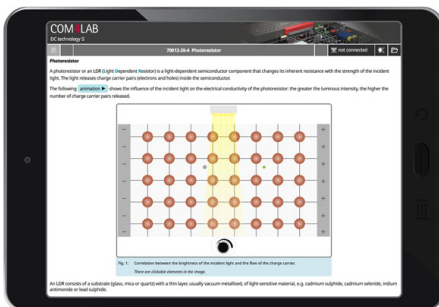 COM4LAB
DC technology II
70013-26-4 Photoresistor
not connected
Photoresistor
A photoresistor or an LDR (Light Dependent Resistor) is a light-dependent semiconductor component that changes its inherent resistance with the strength of the incident
light. The light releases charge carrier pairs (electrons and holes) inside the semiconductor.
The following animation ▶ shows the influence of the incident light on the electrical conductivity of the photoresistor: the greater the luminous intensity, the higher the
number of charge carrier pairs released.
Fig. 1: Correlation between the brightness of the incident light and the flow of the charge carrier.
There are clickable elements in the image.
An LDR consists of a substrate (glass, mica or quartz) with a thin layer, usually vacuum metallised, of light-sensitive material, e.g. cadmium sulphide, cadmium selenide, indium
antimonide or lead sulphide.